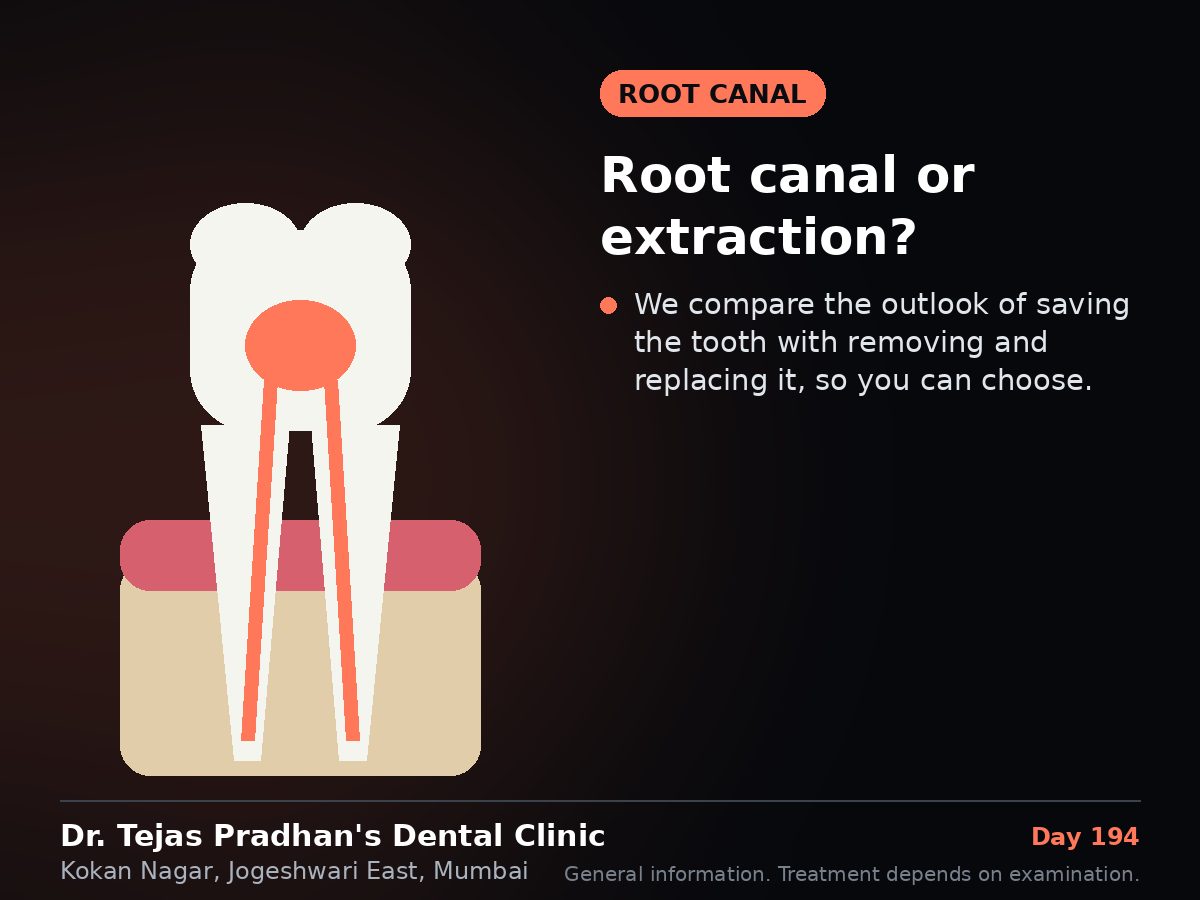 ROOT CANAL
Root canal or
extraction?
We compare the outlook of saving
the tooth with removing and
replacing it, so you can choose.
Dr. Tejas Pradhan's Dental Clinic
Day 194
Kokan Nagar, Jogeshwari East, Mumbai
General information. Treatment depends on examination.